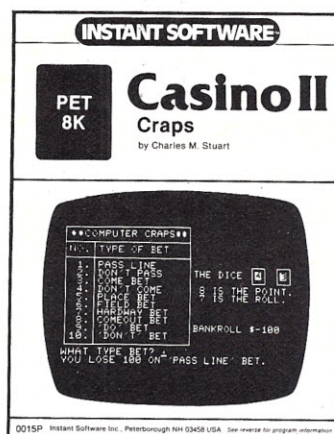 INSTANT SOFTWARE™
PET
8K
Casino II
Craps
by Charles M. Stuart
**COMPUTER CRAPS**
NO. TYPE OF BET
1. PASS LINE
2. DON'T PASS
3. COME BET
4. DON'T COME
5. PLACE BET
6. FIELD BET
7. HARDWAY BET
8. COMEOUT BET
9. 'DO' BET
10. 'DON'T' BET
THE DICE 4 3
8 IS THE POINT.
7 IS THE ROLL.
BANKROLL $-100
WHAT TYPE BET? 1
YOU LOSE 100 ON 'PASS LINE' BET.
0015P Instant Software Inc., Peterborough NH 03458 USA See reverse for program information